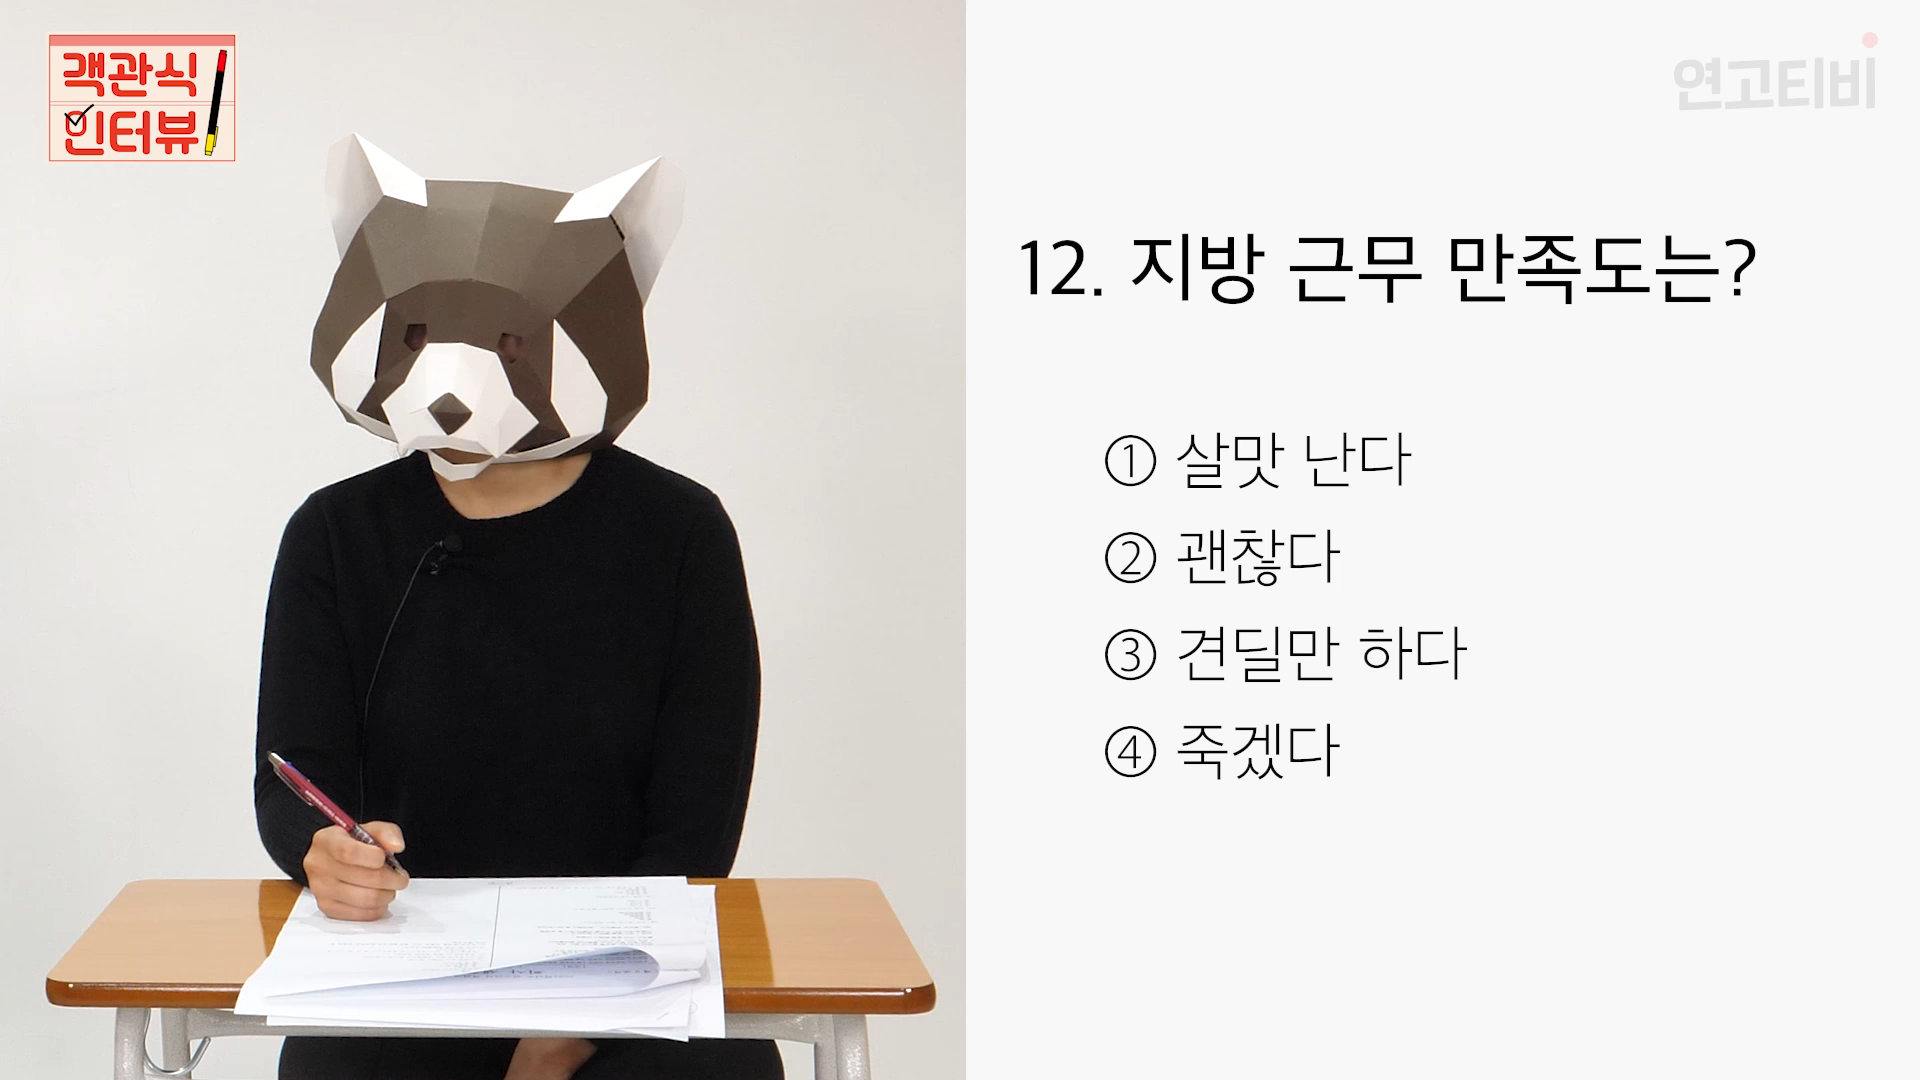 객관식
인터뷰
연고티비
12. 지방 근무 만족도는?
① 살맛 난다
② 괜찮다
③ 견딜만 하다
④ 죽겠다